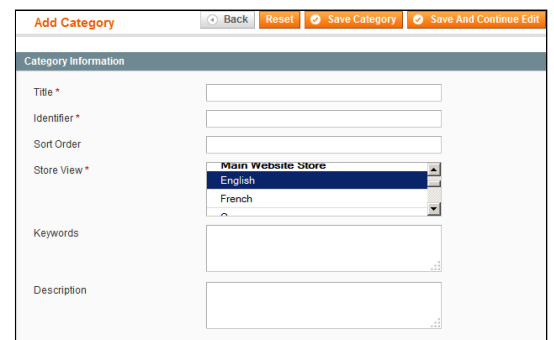 Add Category
Back Reset Save Category Save And Continue Edit
Category Information
Title *
Identifier *
Sort Order
Store View *
Main Website Store
English
French
Keywords
Description